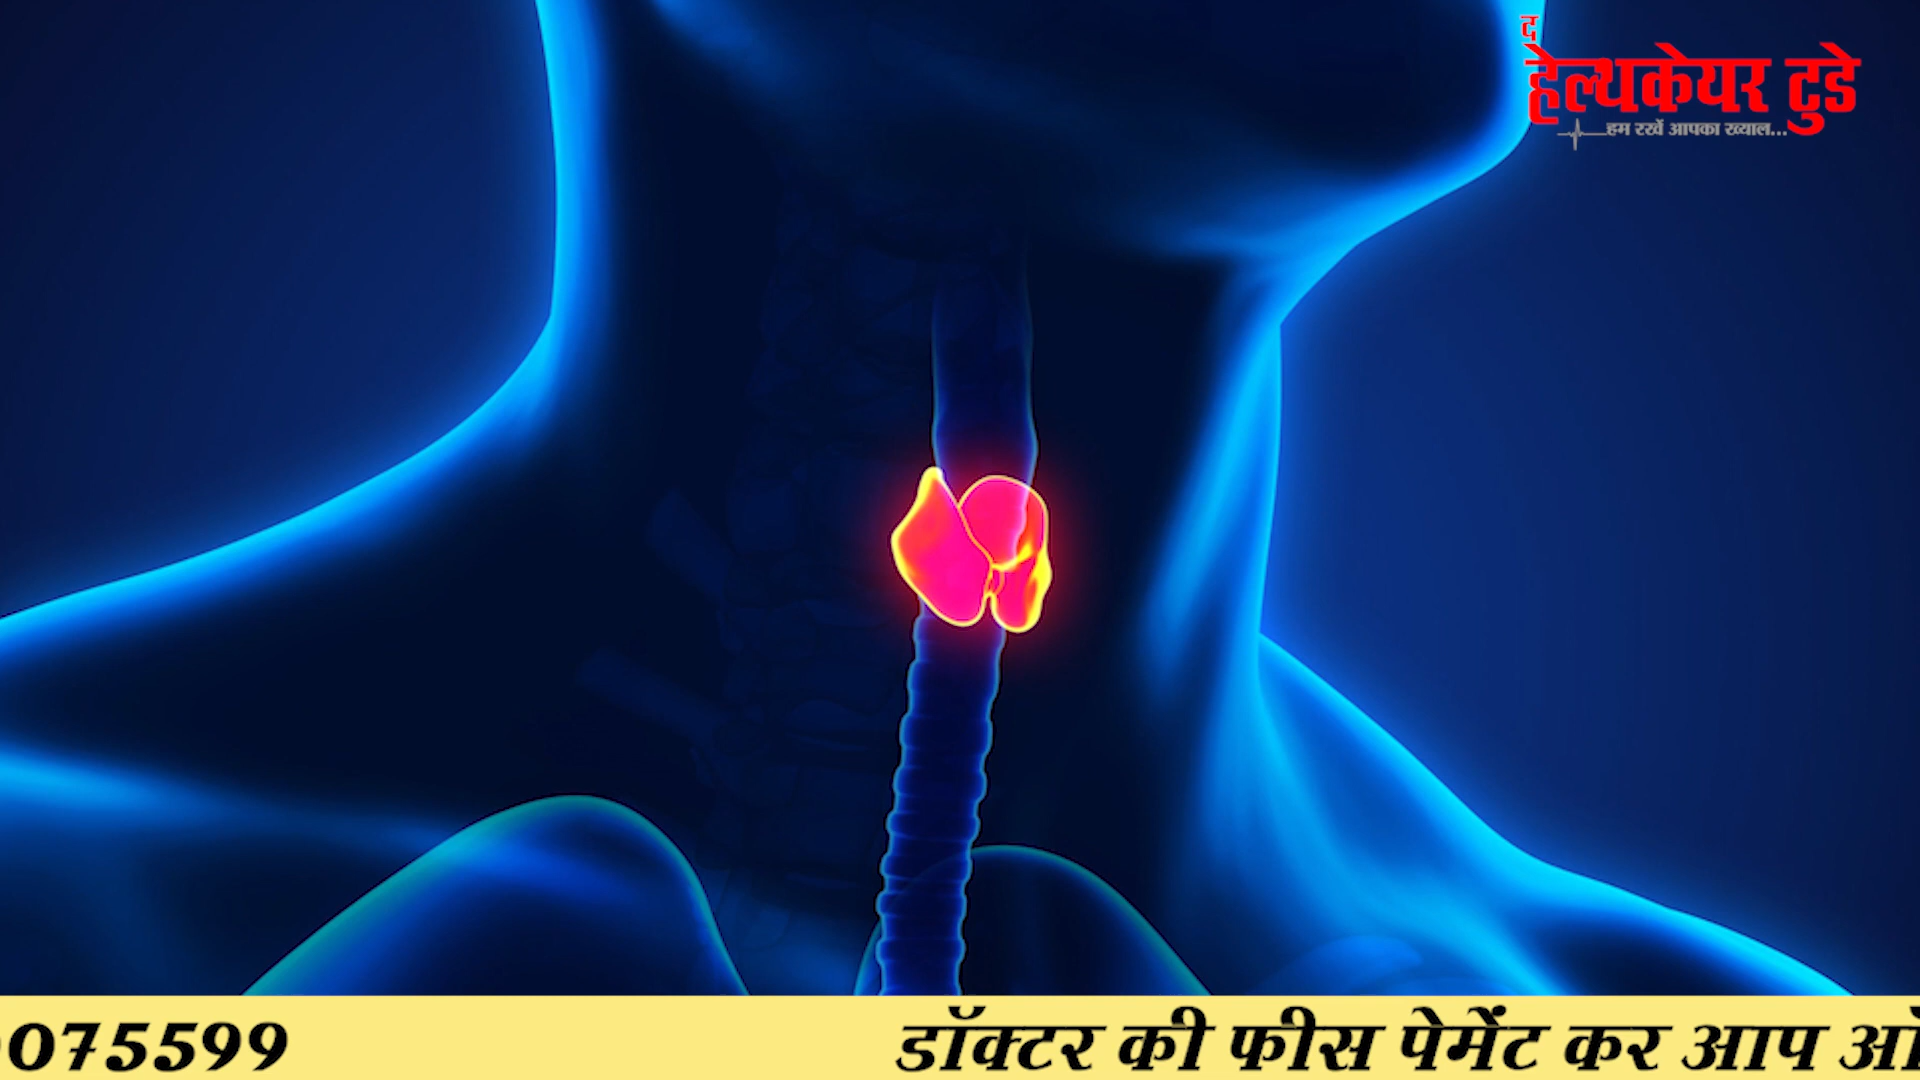 द
हेल्थकेयर टुडे
हम रखें आपका ख्याल...
075599 डॉक्टर की फीस पेमेंट कर आप